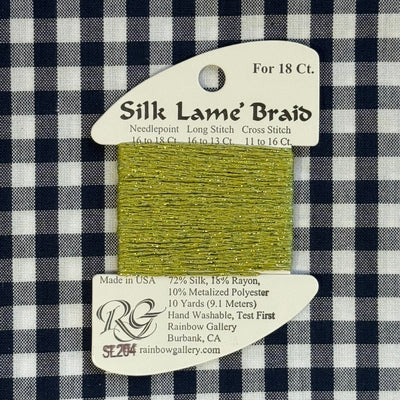 For 18 Ct.
Silk Lamé Braid
Needlepoint Long Stitch Cross Stitch
16 to 18 Ct. 16 to 13 Ct. 11 to 16 Ct.
Made in USA 72% Silk, 18% Rayon,
10% Metalized Polyester
10 Yards (9.1 Meters)
Hand Washable, Test First
Rainbow Gallery
Burbank, CA
RG
SL204 rainbowgallery.com